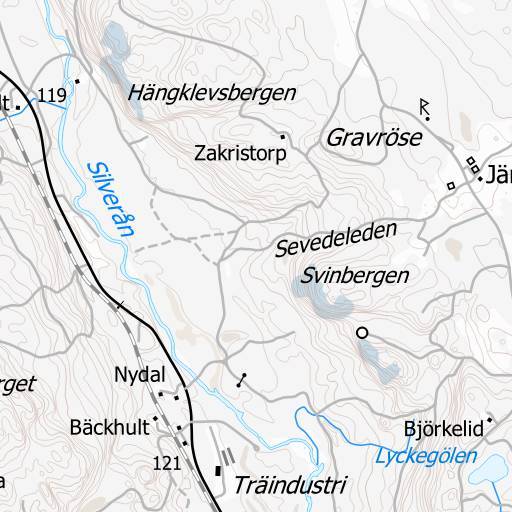 Hängklevsbergen
119
Gravröse
Zakristorp
Silverån
Sevedeleden
Svinbergen
Nydal
Bäckhult
Björkelid
Lyckegölen
121
Träindustri